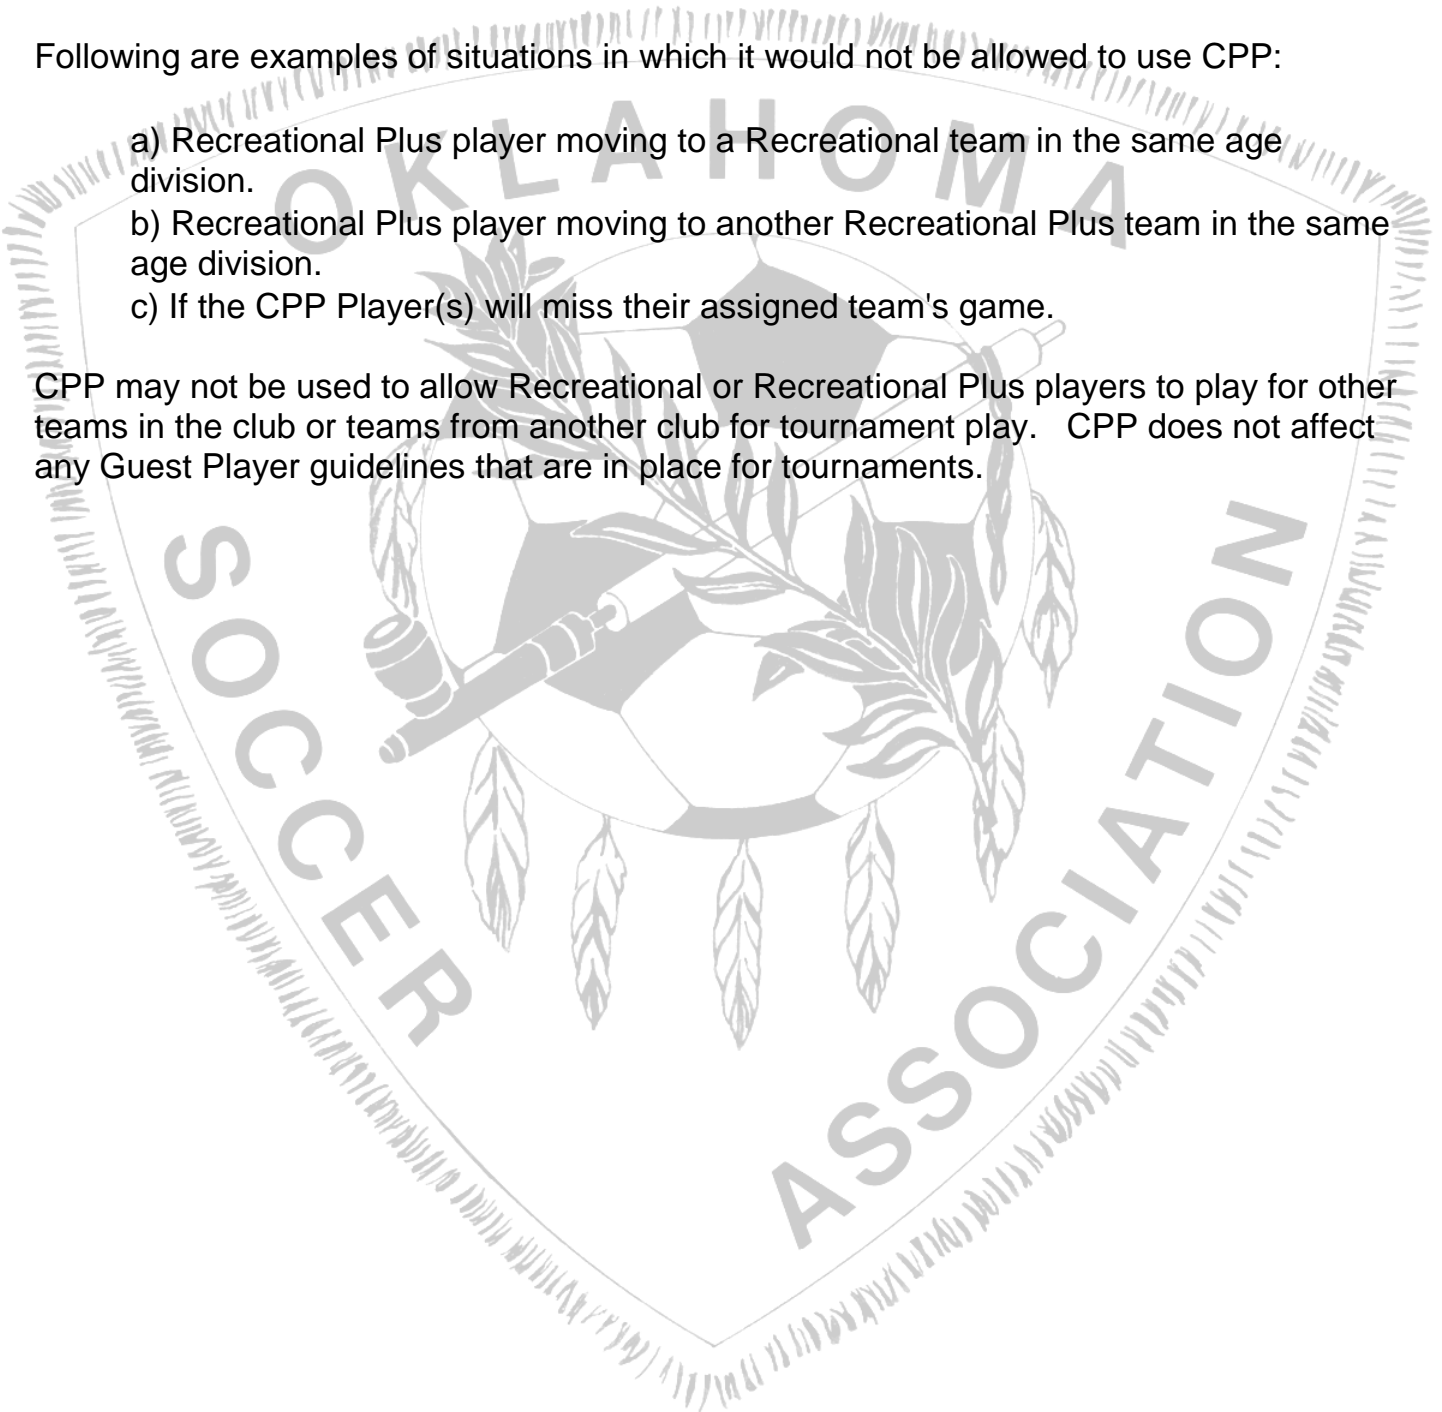 Following are examples of situations in which it would not be allowed to use CPP:
a) Recreational Plus player moving to a Recreational team in the same age
division.
b) Recreational Plus player moving to another Recreational Plus team in the same
age division.
c) If the CPP Player(s) will miss their assigned team's game.
CPP may not be used to allow Recreational or Recreational Plus players to play for other
teams in the club or teams from another club for tournament play.   CPP does not affect
any Guest Player guidelines that are in place for tournaments.
OKLAHOMA
SOCCER
ASSOCIATION